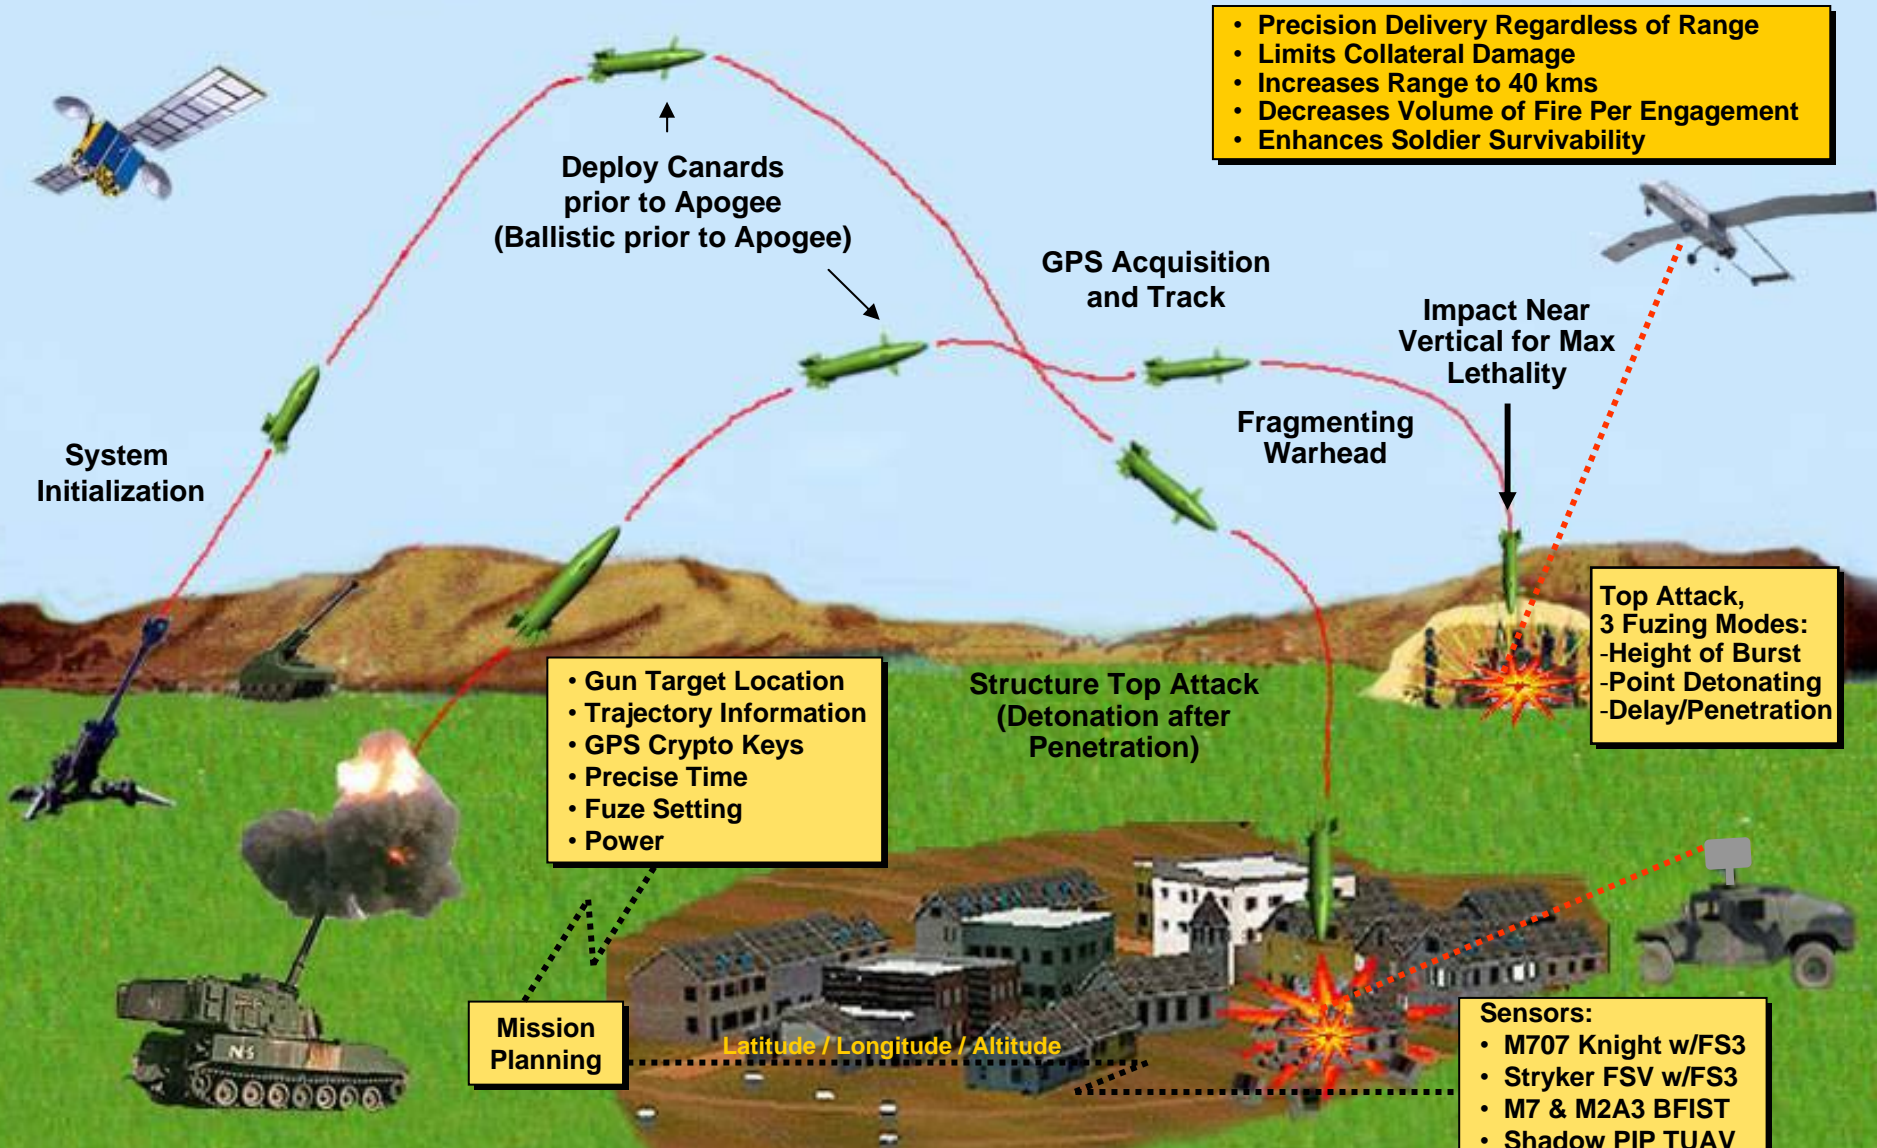 • Precision Delivery Regardless of Range
• Limits Collateral Damage
• Increases Range to 40 kms
• Decreases Volume of Fire Per Engagement
• Enhances Soldier Survivability
Deploy Canards
prior to Apogee
(Ballistic prior to Apogee)
GPS Acquisition
and Track
Impact Near
Vertical for Max
Lethality
Fragmenting
Warhead
System
Initialization
Top Attack,
3 Fuzing Modes:
-Height of Burst
-Point Detonating
-Delay/Penetration
• Gun Target Location
• Trajectory Information
• GPS Crypto Keys
• Precise Time
• Fuze Setting
• Power
Structure Top Attack
(Detonation after
Penetration)
Mission
Planning
Latitude / Longitude / Altitude
Sensors:
• M707 Knight w/FS3
• Stryker FSV w/FS3
• M7 & M2A3 BFIST
• Shadow PIP TUAV